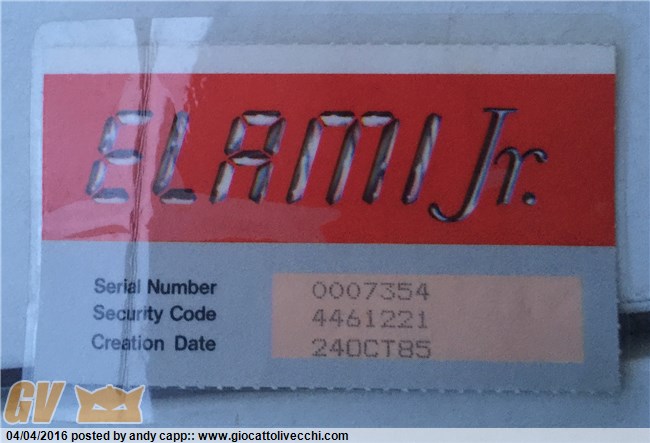 ELAMI Jr.
Serial Number 0007354
Security Code 4461221
Creation Date 24OCT85
GV
04/04/2016 posted by andy capp:: www.giocattolivecchi.com